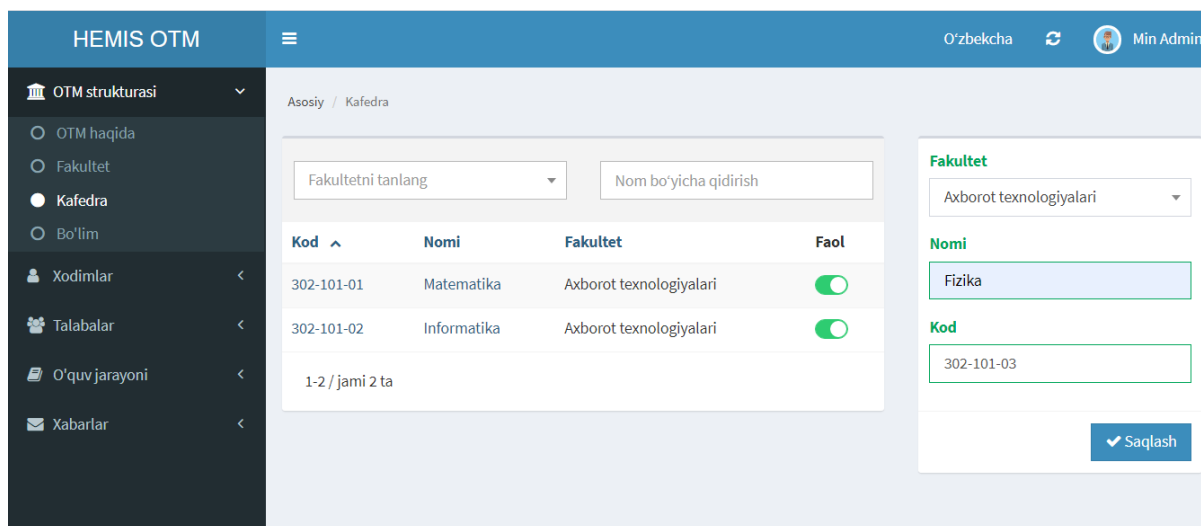 HEMIS OTM
O‘zbekcha
Min Admin
OTM strukturasi
OTM haqida
Fakultet
Kafedra
Bo'lim
Xodimlar
Talabalar
O'quv jarayoni
Xabarlar
Asosiy / Kafedra
Fakultetni tanlang
Nom bo‘yicha qidirish
Kod Nomi Fakultet Faol
302-101-01 Matematika Axborot texnologiyalari
302-101-02 Informatika Axborot texnologiyalari
1-2 / jami 2 ta
Fakultet
Axborot texnologiyalari
Nomi
Fizika
Kod
302-101-03
Saqlash